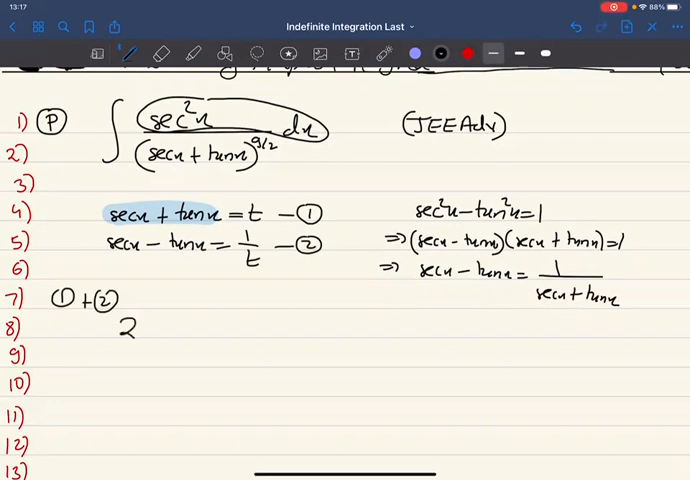 13:17
88%
Indefinite Integration Last
1) P ∫ sec²x dx (JEE Adv)
2) (secx + tanx)^9/2
3)
4) secx + tanx = t — ① sec²x – tan²x = 1
5) secx – tanx = 1/t — ② ⇒ (secx – tanx)(secx + tanx) = 1
6) ⇒ secx – tanx = 1/(secx + tanx)
7) ① + ②
8) 2
9)
10)
11)
12)
13)